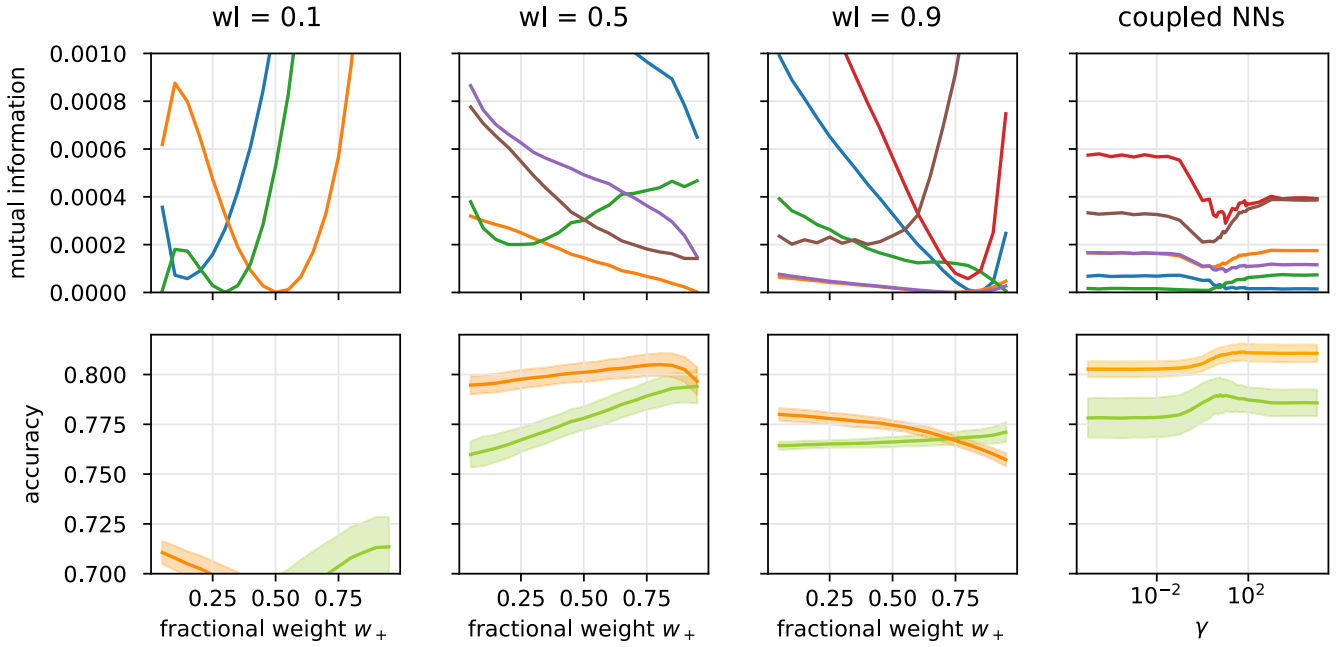 wl = 0.1
wl = 0.5
wl = 0.9
coupled NNs
mutual information
0.0010
0.0008
0.0006
0.0004
0.0002
0.0000
accuracy
0.800
0.775
0.750
0.725
0.700
0.25 0.50 0.75
fractional weight w₊
0.25 0.50 0.75
fractional weight w₊
0.25 0.50 0.75
fractional weight w₊
10⁻² 10²
γ